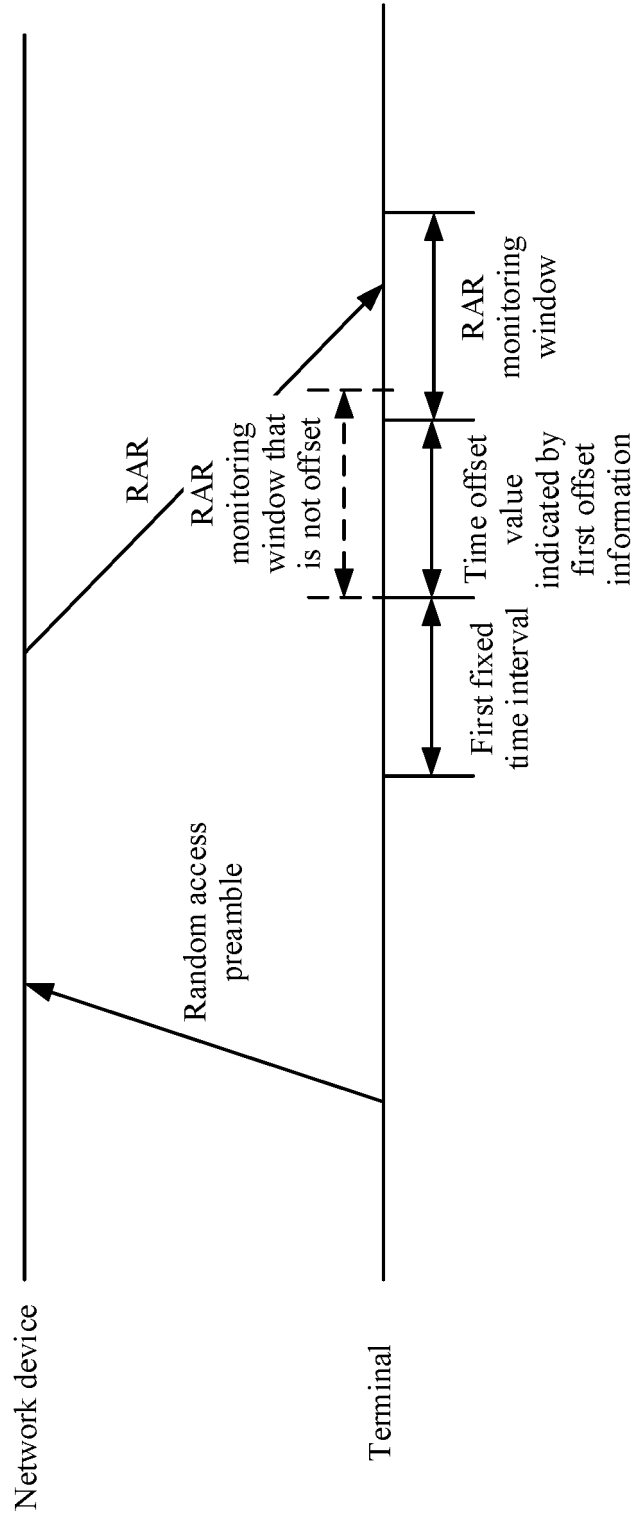 Network device
Terminal
Random access
preamble
RAR
RAR
monitoring
window that
is not offset
First fixed
time interval
Time offset
value
indicated by
first offset
information
RAR
monitoring
window